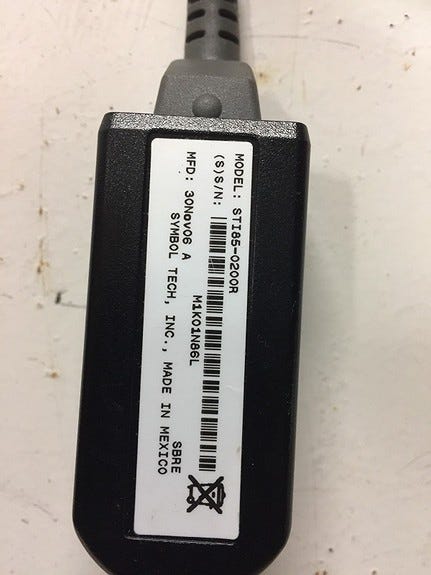 MODEL: STI85-0200R
(S)S/N:
M1K01N86L
MFD: 30Nov06 A
SBRE
SYMBOL TECH, INC., MADE IN MEXICO